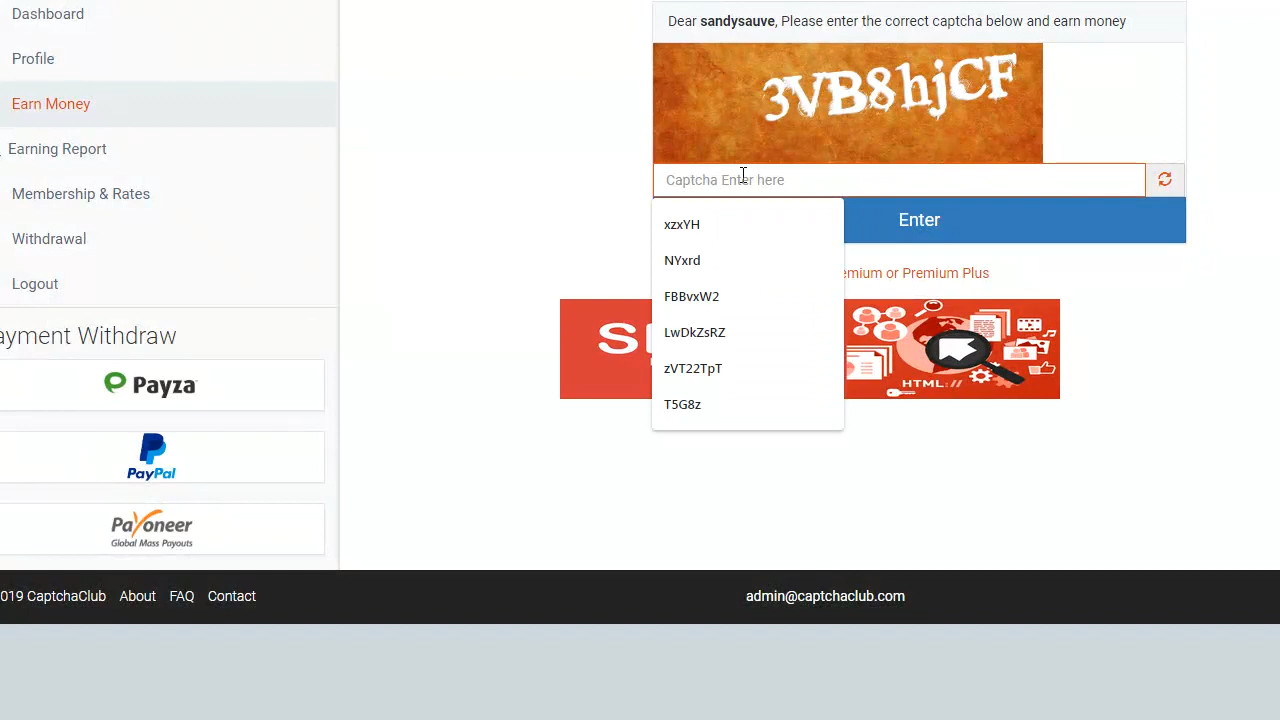 Dashboard
Profile
Earn Money
Earning Report
Membership & Rates
Withdrawal
Logout
ayment Withdraw
Payza
PayPal
Payoneer
Global Mass Payouts
Dear sandysauve, Please enter the correct captcha below and earn money
3VB8hjCF
Captcha Enter here
Enter
xzxYH
NYxrd
FBBvxW2
LwDkZsRZ
zVT22TpT
T5G8z
emium or Premium Plus
S
HTML://
019 CaptchaClub About FAQ Contact
admin@captchaclub.com